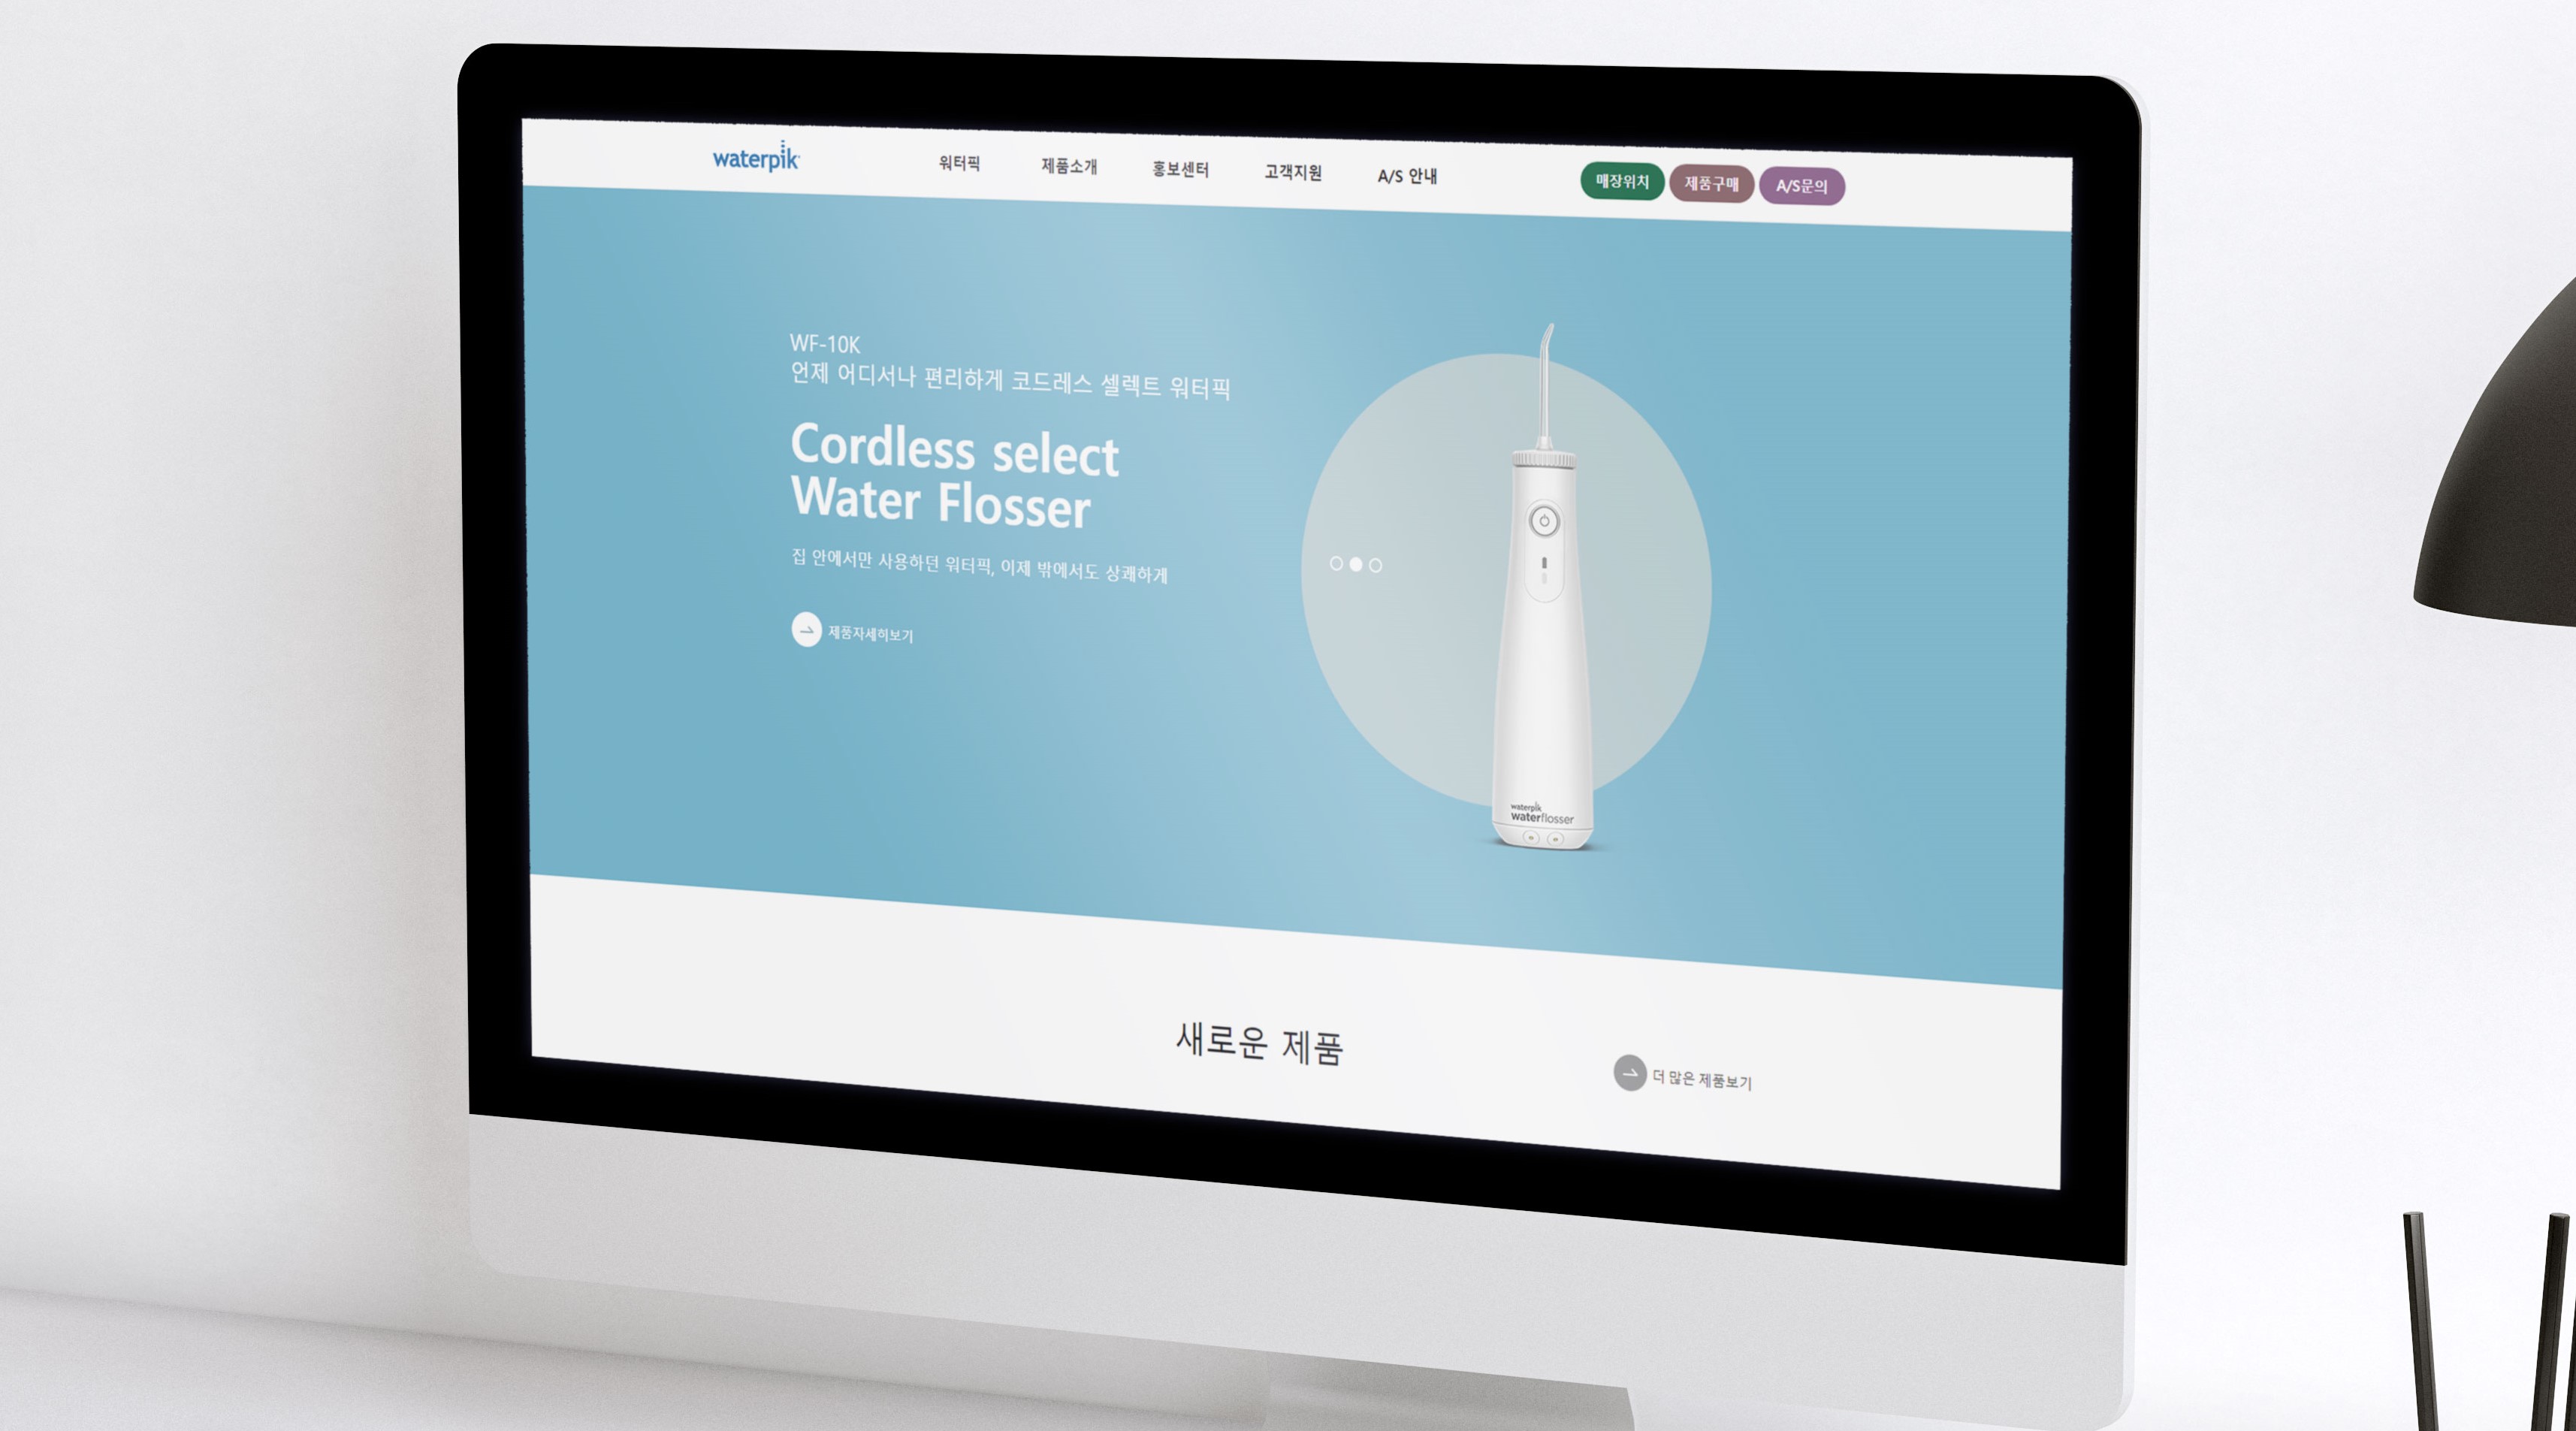 waterpik
워터픽
제품소개
홍보센터
고객지원
A/S 안내
매장위치
제품구매
A/S문의
WF-10K
언제 어디서나 편리하게 코드레스 셀렉트 워터픽
Cordless select
Water Flosser
집 안에서만 사용하던 워터픽, 이제 밖에서도 상쾌하게
제품자세히보기
waterpik
waterflosser
새로운 제품
더 많은 제품보기